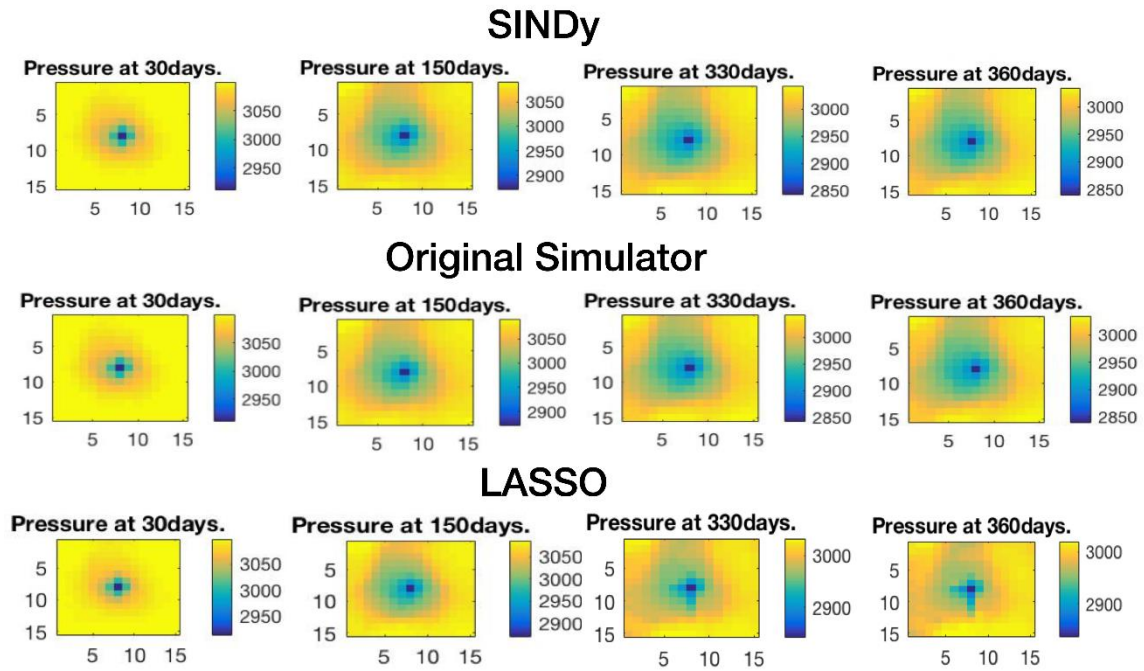 SINDy
Pressure at 30days. Pressure at 150days. Pressure at 330days. Pressure at 360days.
5 3050 5 3050 5 3000 5 3000
10 3000 10 3000 10 2950 10 2950
2950 2950 2900 2900
15 2900 15 2850 15 2850
15
5 10 15 5 10 15 5 10 15 5 10 15
Original Simulator
Pressure at 30days. Pressure at 150days. Pressure at 330days. Pressure at 360days.
5 3050 5 3050 5 3000 5 3000
10 3000 10 3000 10 2950 10 2950
2950 2950 2900 2900
15 15 2900 15 2850 15 2850
5 10 15 5 10 15 5 10 15 5 10 15
LASSO
Pressure at 30days. Pressure at 150days. Pressure at 330days. Pressure at 360days.
5 3050 5 3050 5 3000 5 3000
10 3000 10 3000 10 10
2950 2950 2900 2900
15 15 2900 15 15
5 10 15 5 10 15 5 10 15 5 10 15